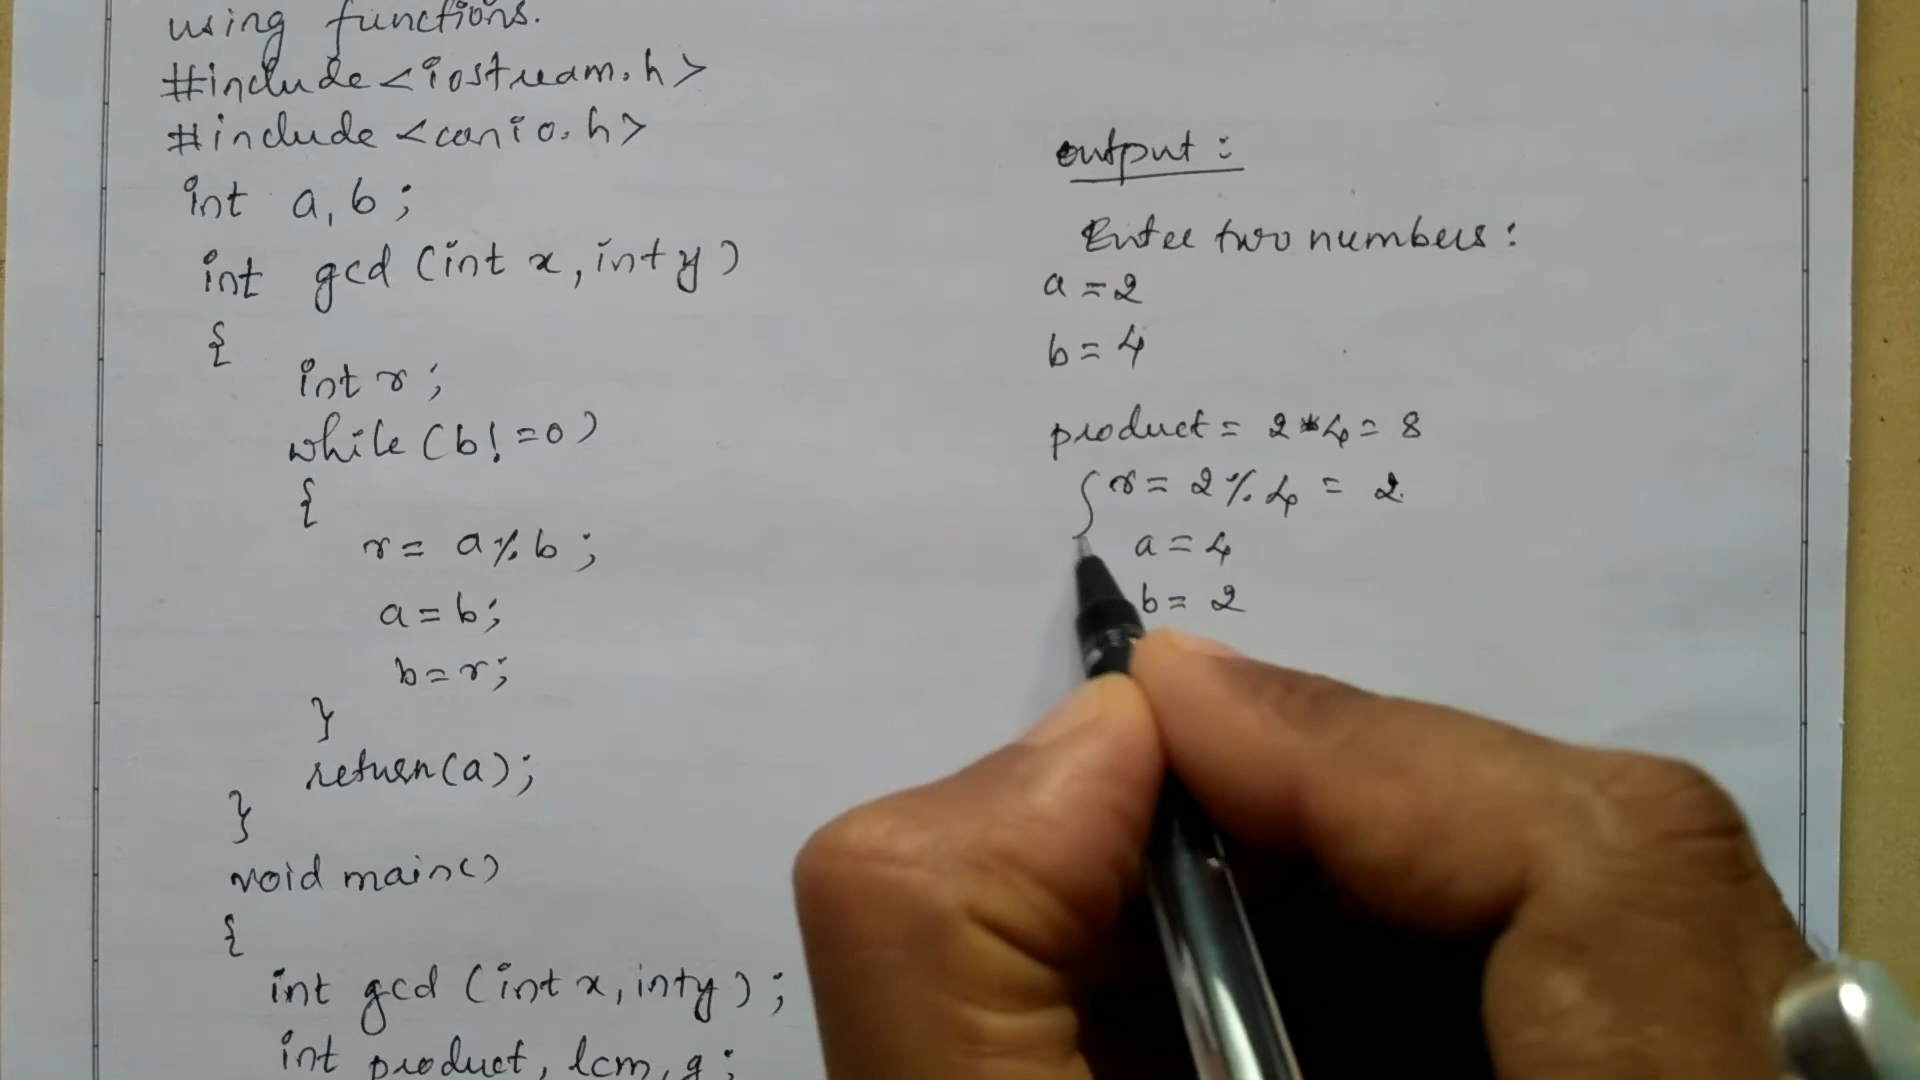 using functions.
#include <iostream.h>
#include <conio.h>
int a, b;
int gcd (int x, int y)
{
int r;
while (b! =0)
{
r = a % b;
a = b;
b = r;
}
return (a);
}
void main()
{
int gcd (int x, int y);
int product, lcm, g;
output:
Enter two numbers:
a = 2
b = 4
product = 2 * 4 = 8
r = 2 % 4 = 2.
a = 4
b = 2